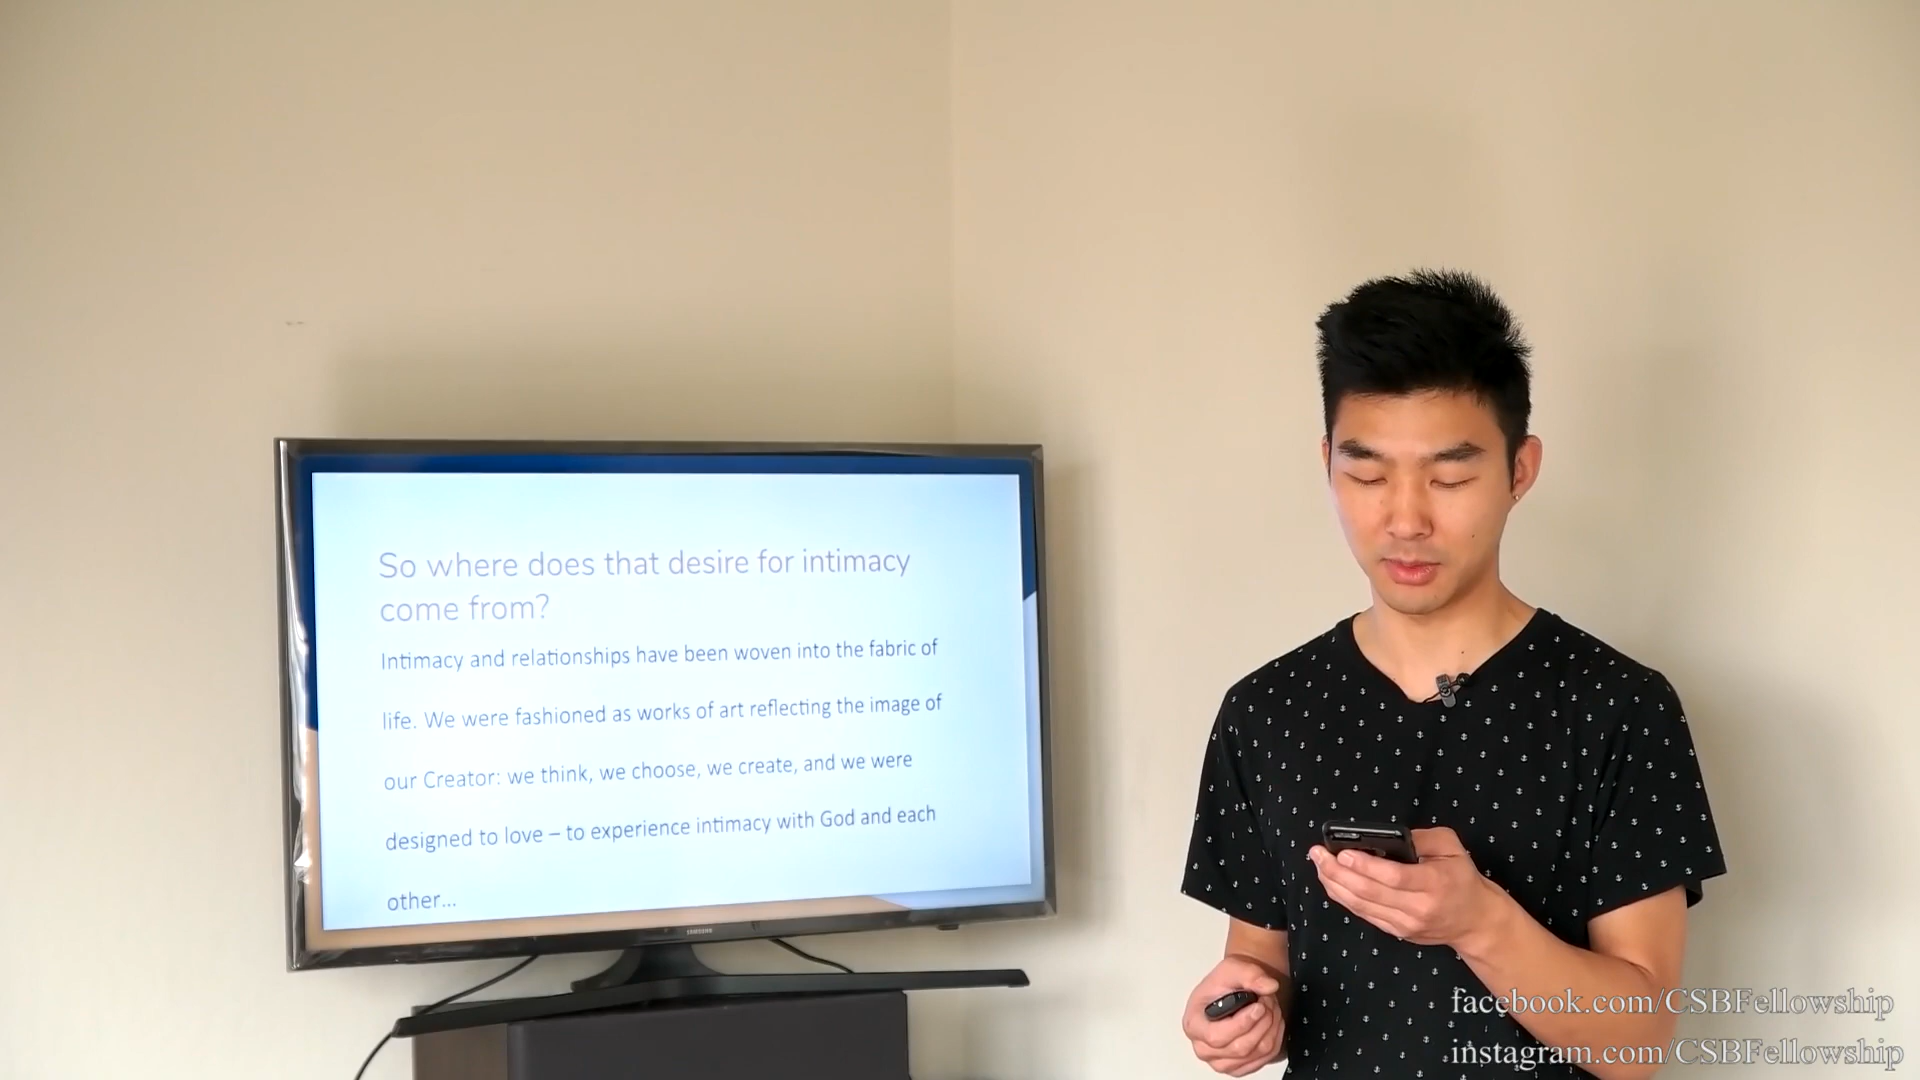 So where does that desire for intimacy
come from?
Intimacy and relationships have been woven into the fabric of
life. We were fashioned as works of art reflecting the image of
our Creator: we think, we choose, we create, and we were
designed to love – to experience intimacy with God and each
other...
SAMSUNG
facebook.com/CSBFellowship
instagram.com/CSBFellowship